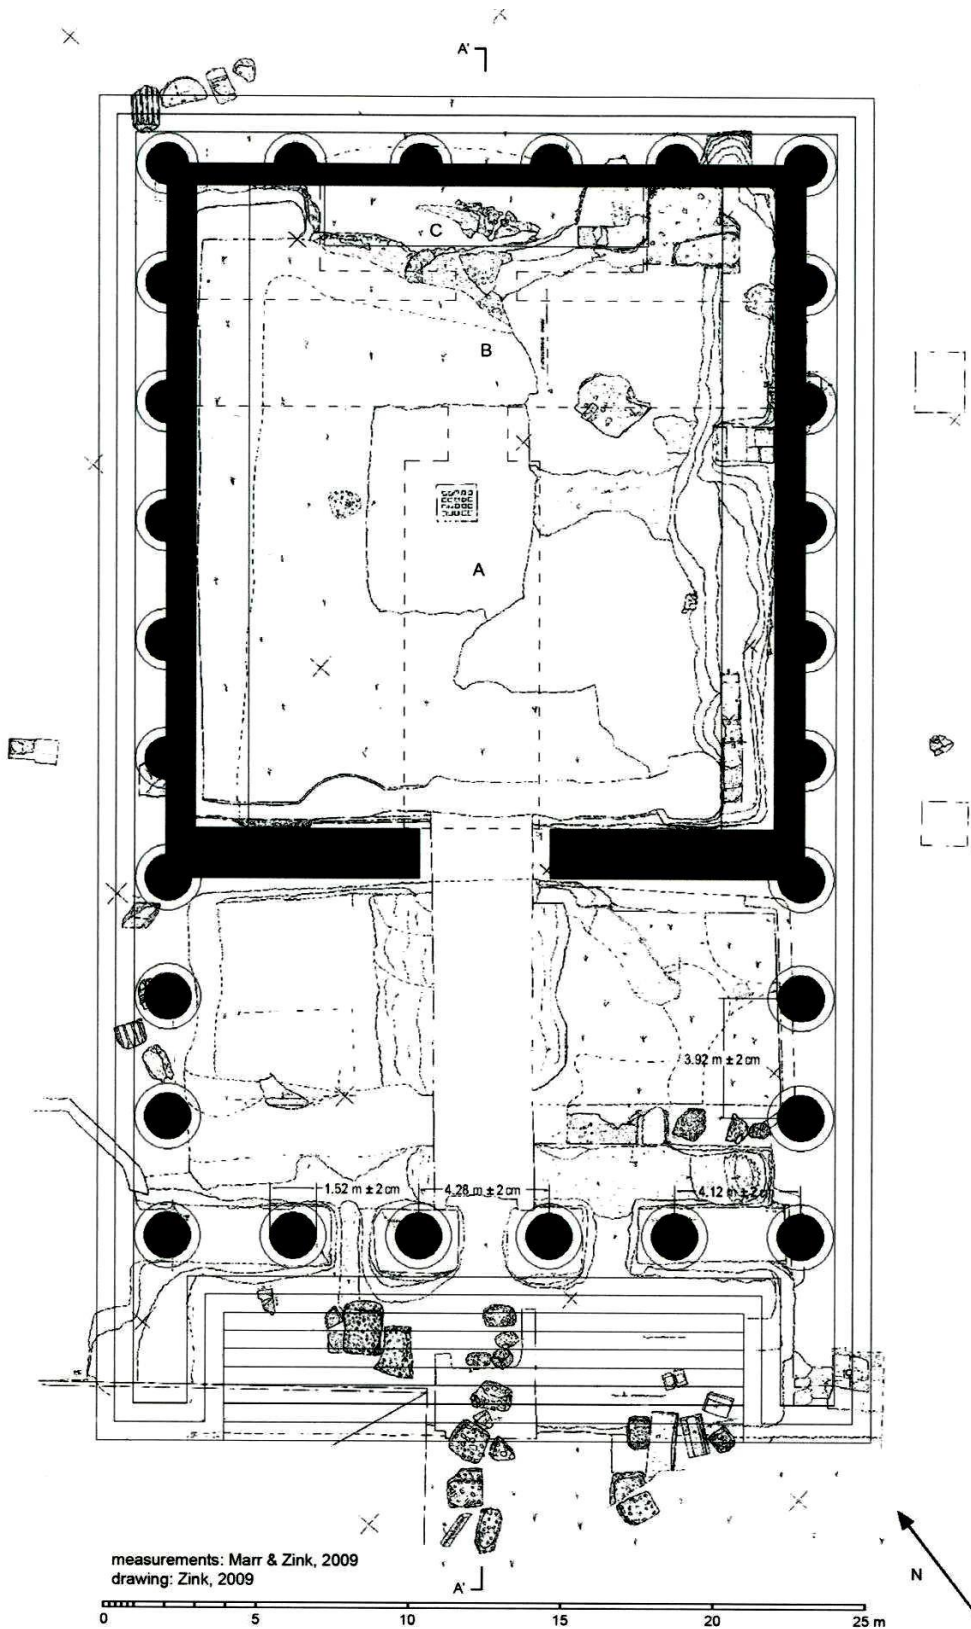 A'
C
B
A
3.92 m ± 2 cm
1.52 m ± 2 cm
4.28 m ± 2 cm
4.12 m ± 2 cm
measurements: Marr & Zink, 2009
drawing: Zink, 2009
A'
N
0 5 10 15 20 25 m